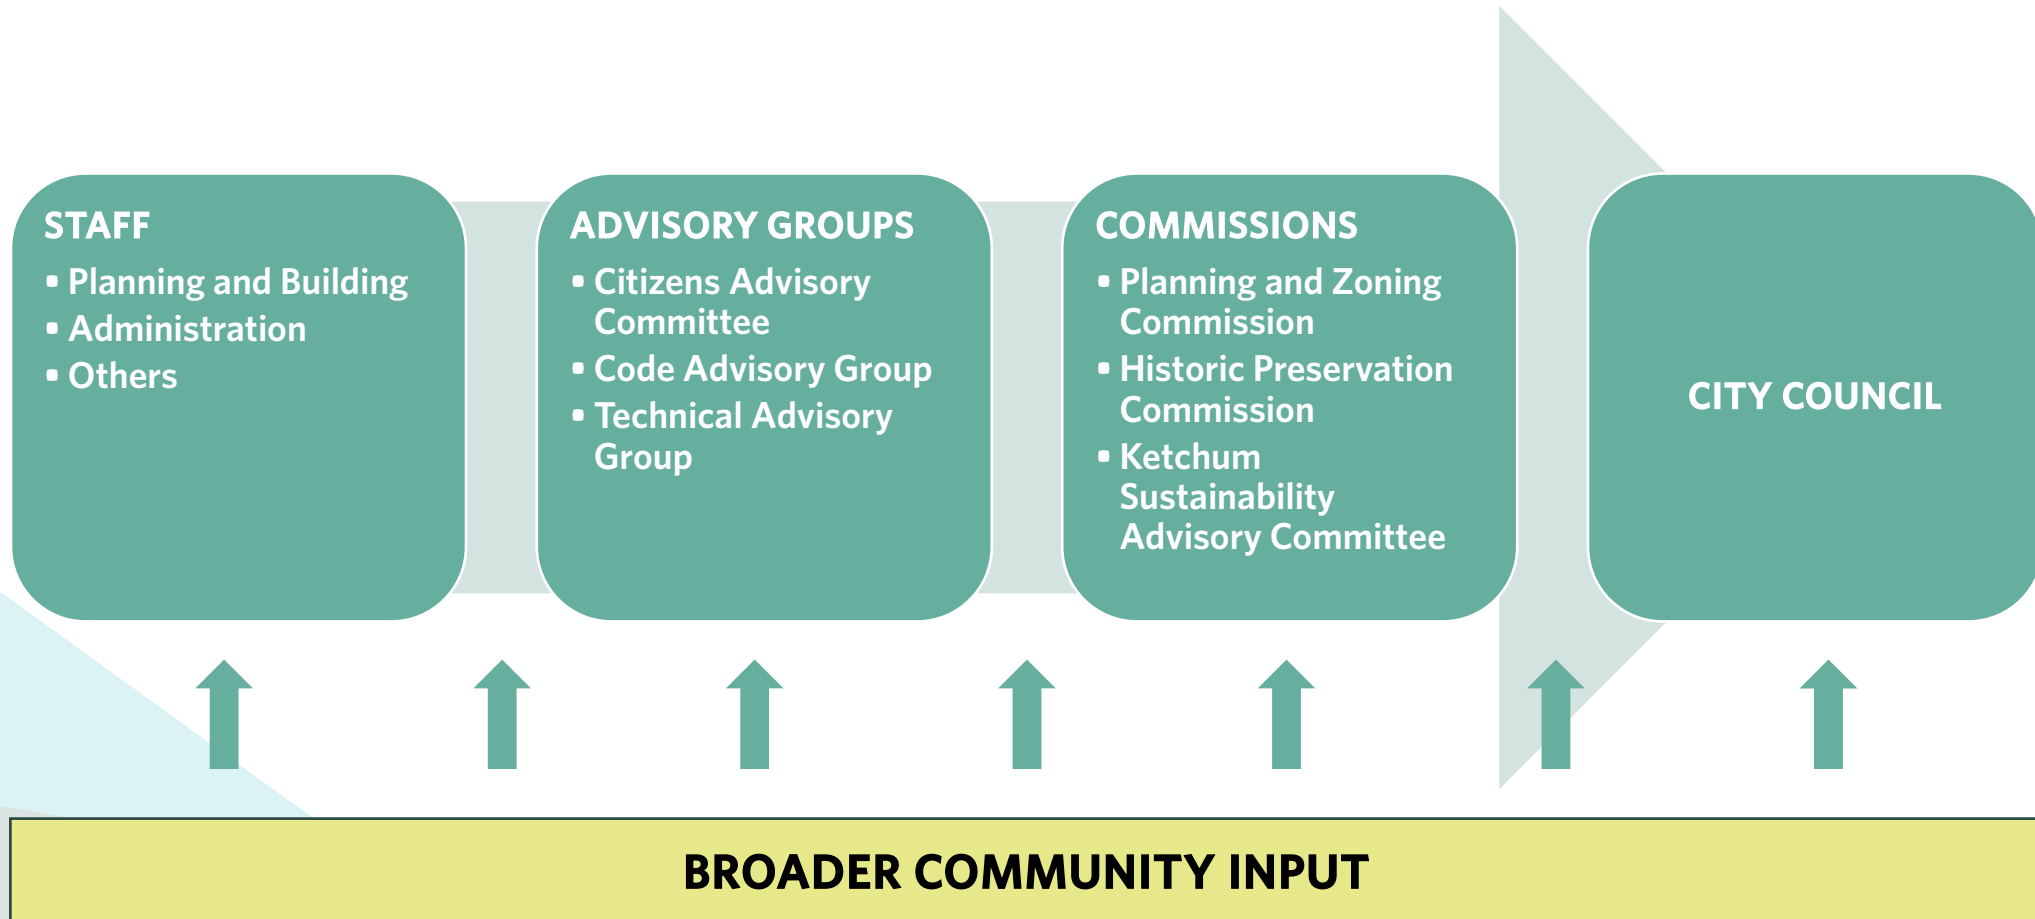 STAFF
▪ Planning and Building
▪ Administration
▪ Others
ADVISORY GROUPS
▪ Citizens Advisory
Committee
▪ Code Advisory Group
▪ Technical Advisory
Group
COMMISSIONS
▪ Planning and Zoning
Commission
▪ Historic Preservation
Commission
▪ Ketchum
Sustainability
Advisory Committee
CITY COUNCIL
BROADER COMMUNITY INPUT